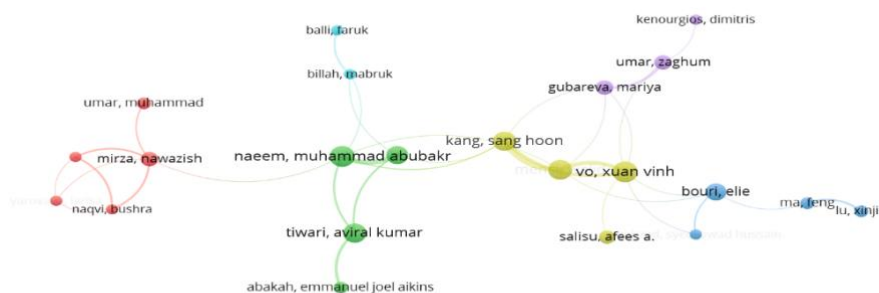 kenourgios, dimitris
balli, faruk
umar, zaghum
billah, mabruk
gubareva, mariya
umar, muhammad
kang, sang hoon
mirza, nawazish
naeem, muhammad abubakr
vo, xuan vinh
bouri, elie
ma, feng
lu, xinji
naqvi, bushra
tiwari, aviral kumar
salisu, afees a.
abakah, emmanuel joel aikins